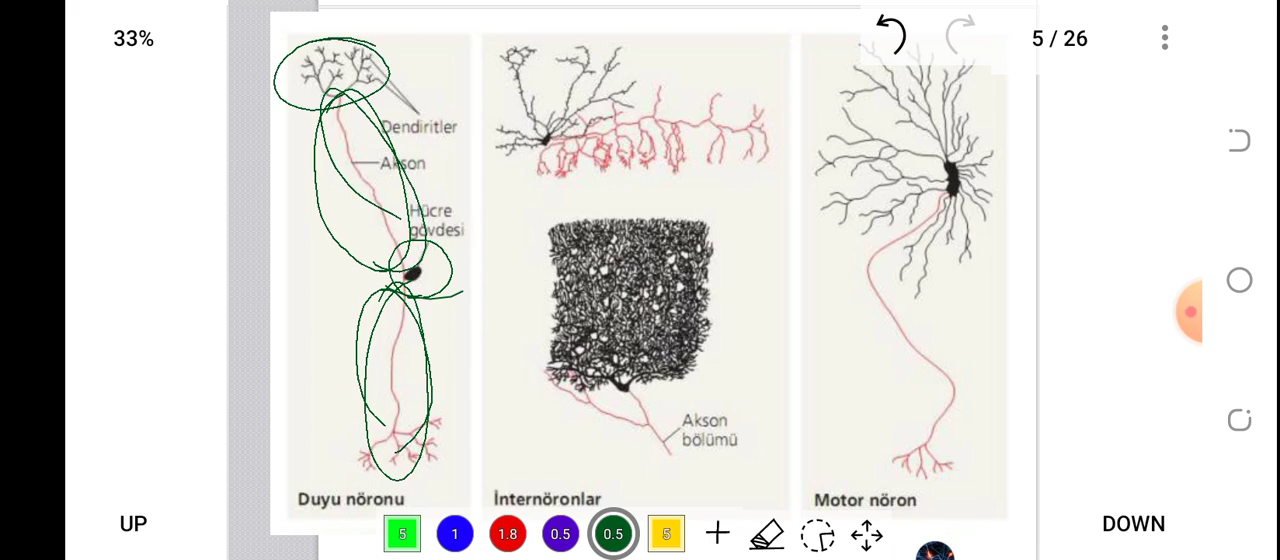 33%
5 / 26
Dendiritler
Akson
Hücre
gövdesi
Akson
bölümü
Duyu nöronu
İnternöronlar
Motor nöron
UP
5
1
1.8
0.5
0.5
5
DOWN